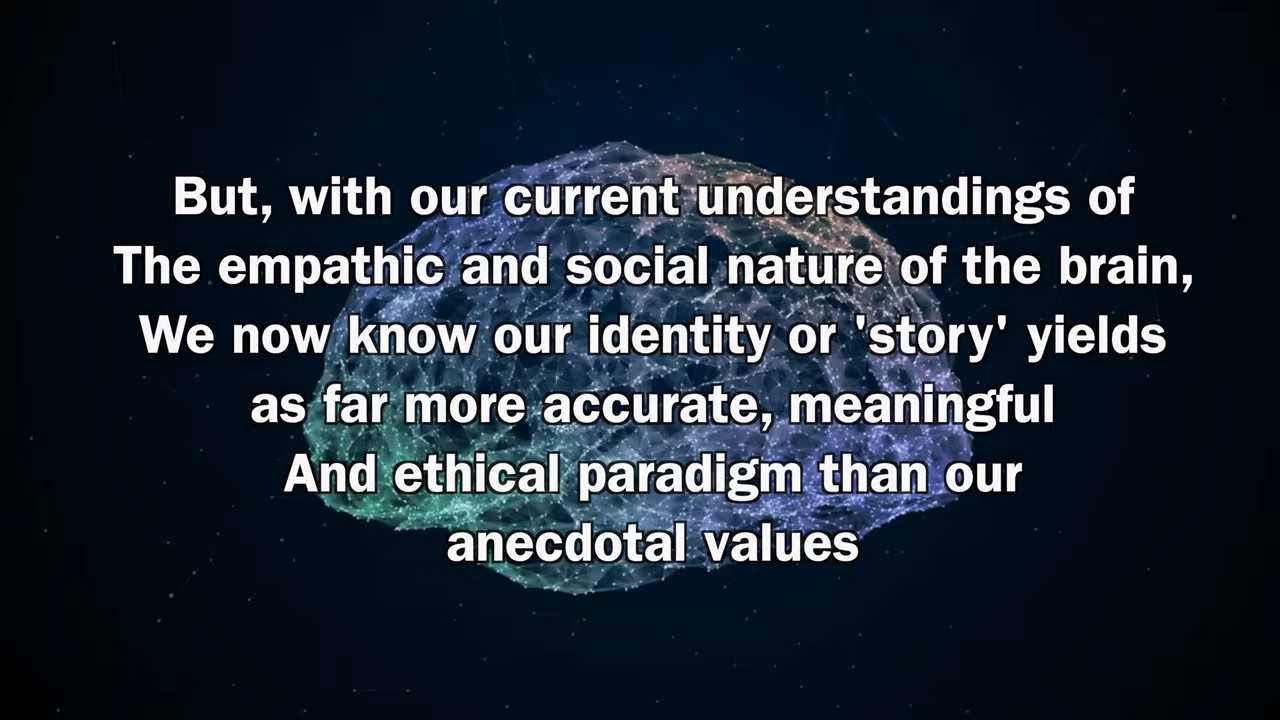 But, with our current understandings of
The empathic and social nature of the brain,
We now know our identity or 'story' yields
as far more accurate, meaningful
And ethical paradigm than our
anecdotal values